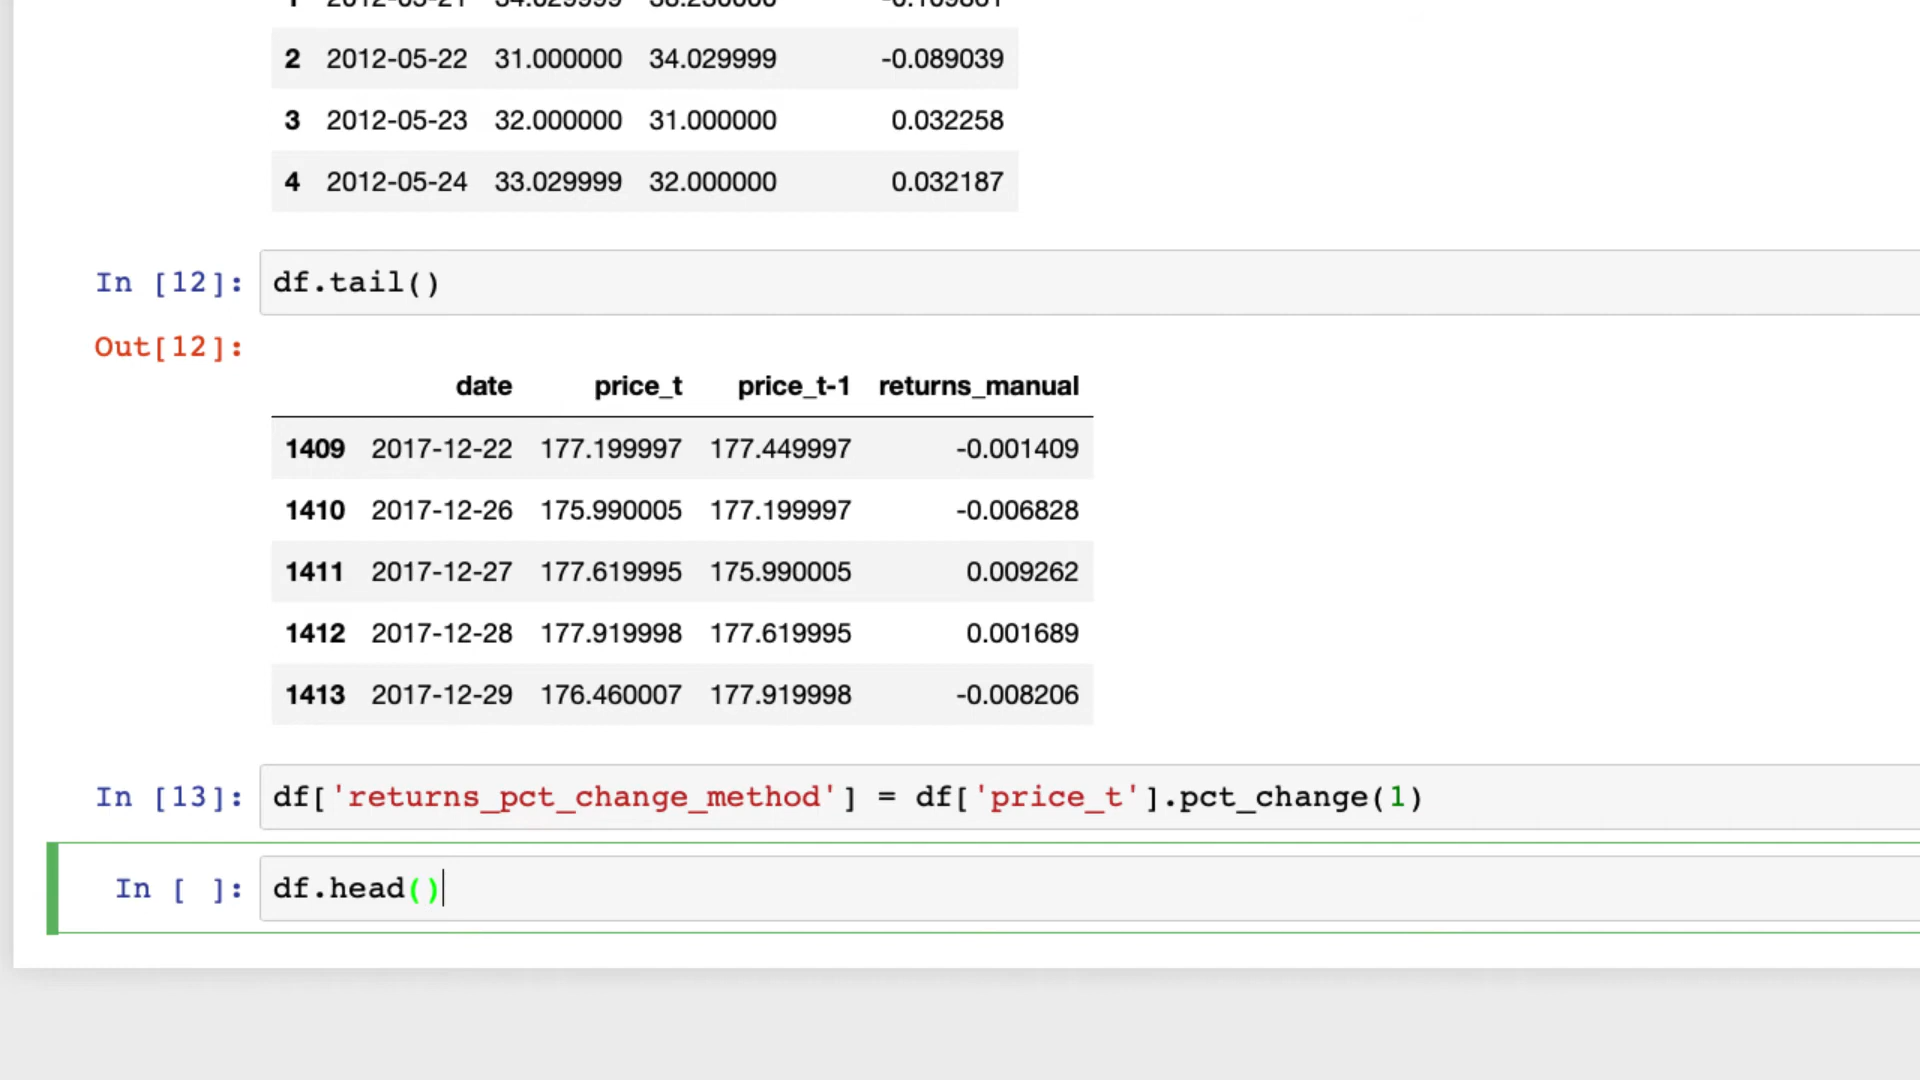 2 2012-05-22 31.000000 34.029999 -0.089039
3 2012-05-23 32.000000 31.000000 0.032258
4 2012-05-24 33.029999 32.000000 0.032187
In [12]: df.tail()
Out[12]:
date price_t price_t-1 returns_manual
1409 2017-12-22 177.199997 177.449997 -0.001409
1410 2017-12-26 175.990005 177.199997 -0.006828
1411 2017-12-27 177.619995 175.990005 0.009262
1412 2017-12-28 177.919998 177.619995 0.001689
1413 2017-12-29 176.460007 177.919998 -0.008206
In [13]: df['returns_pct_change_method'] = df['price_t'].pct_change(1)
In [ ]: df.head()